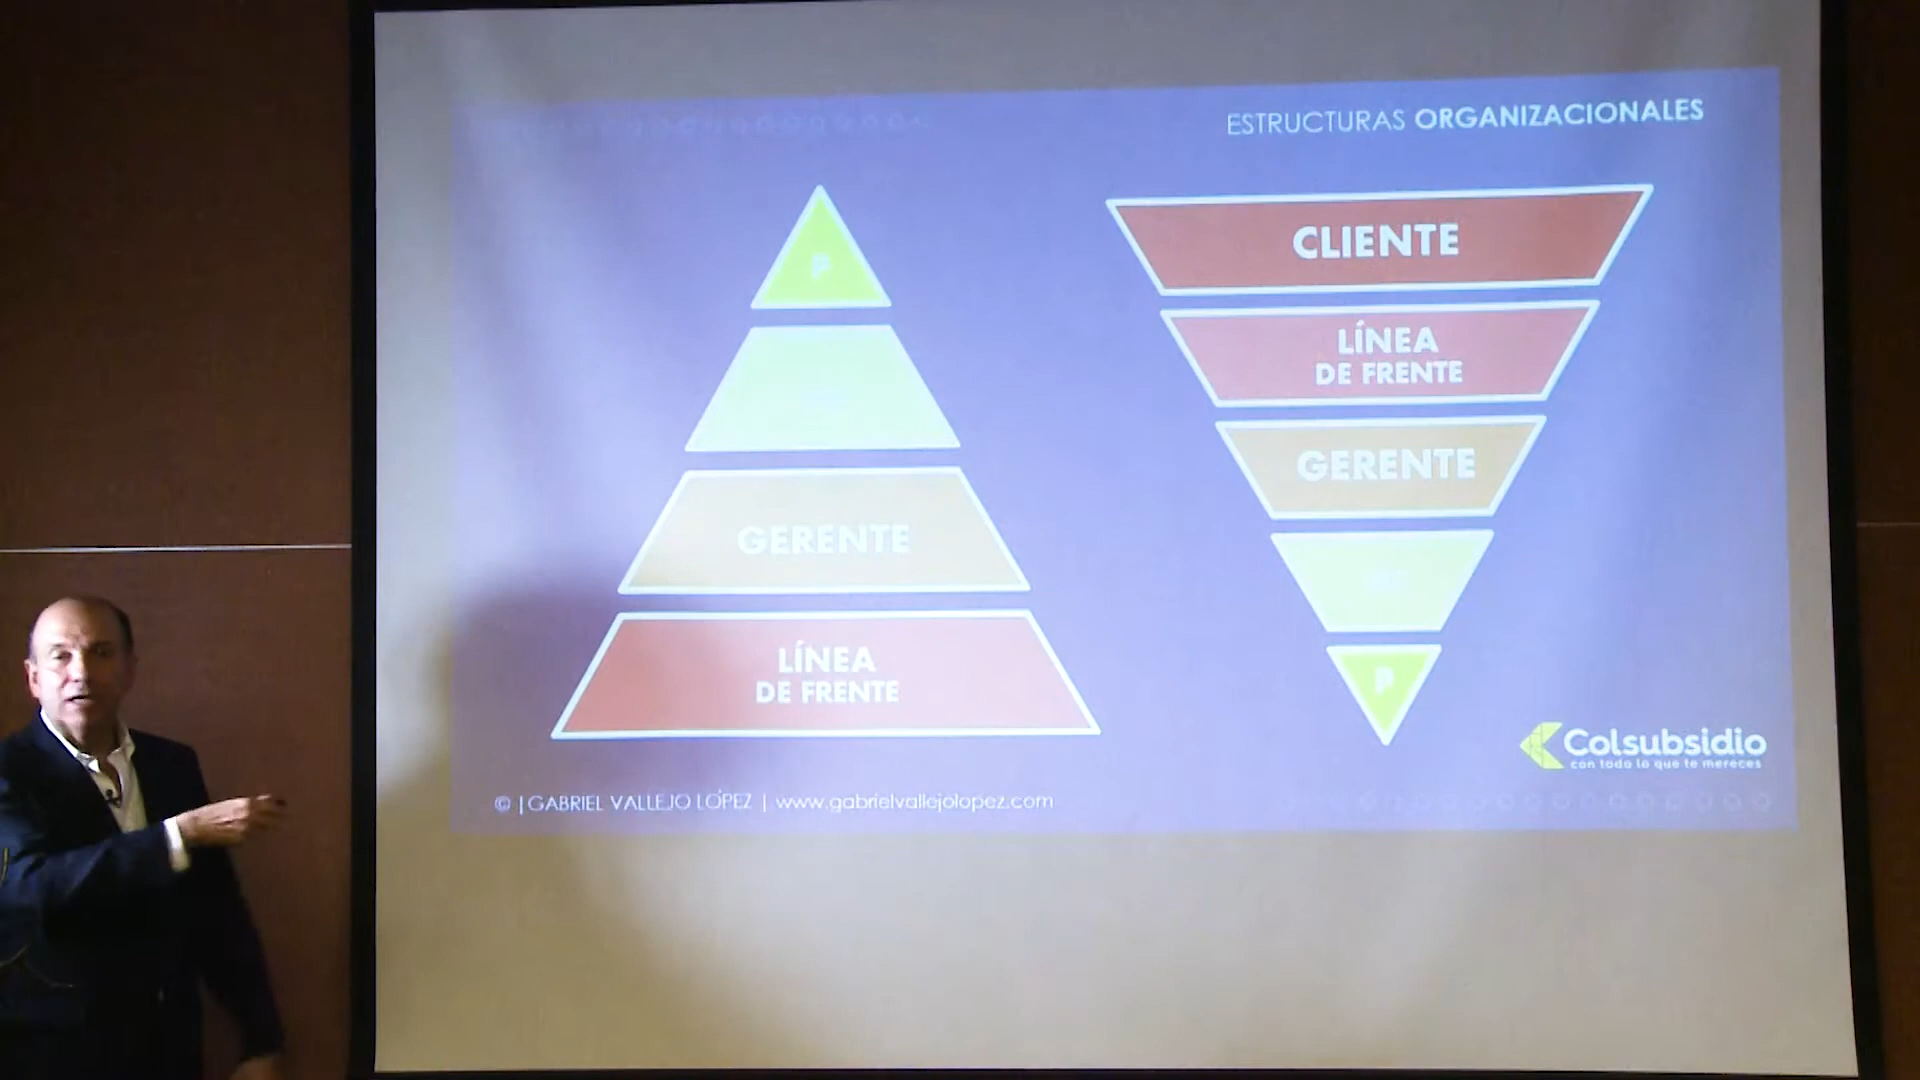 ESTRUCTURAS ORGANIZACIONALES
P
GERENTE
LÍNEA
DE FRENTE
CLIENTE
LÍNEA
DE FRENTE
GERENTE
P
Colsubsidio
con todo lo que te mereces
© | GABRIEL VALLEJO LÓPEZ | www.gabrielvallejolopez.com